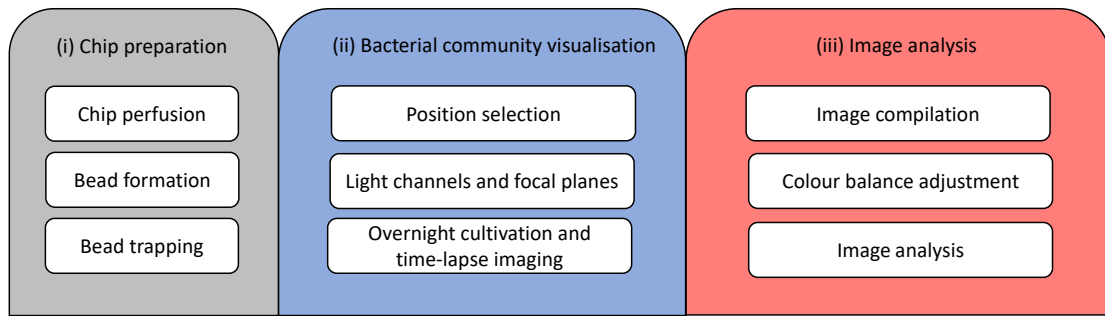 (i) Chip preparation
Chip perfusion
Bead formation
Bead trapping
(ii) Bacterial community visualisation
Position selection
Light channels and focal planes
Overnight cultivation and
time-lapse imaging
(iii) Image analysis
Image compilation
Colour balance adjustment
Image analysis